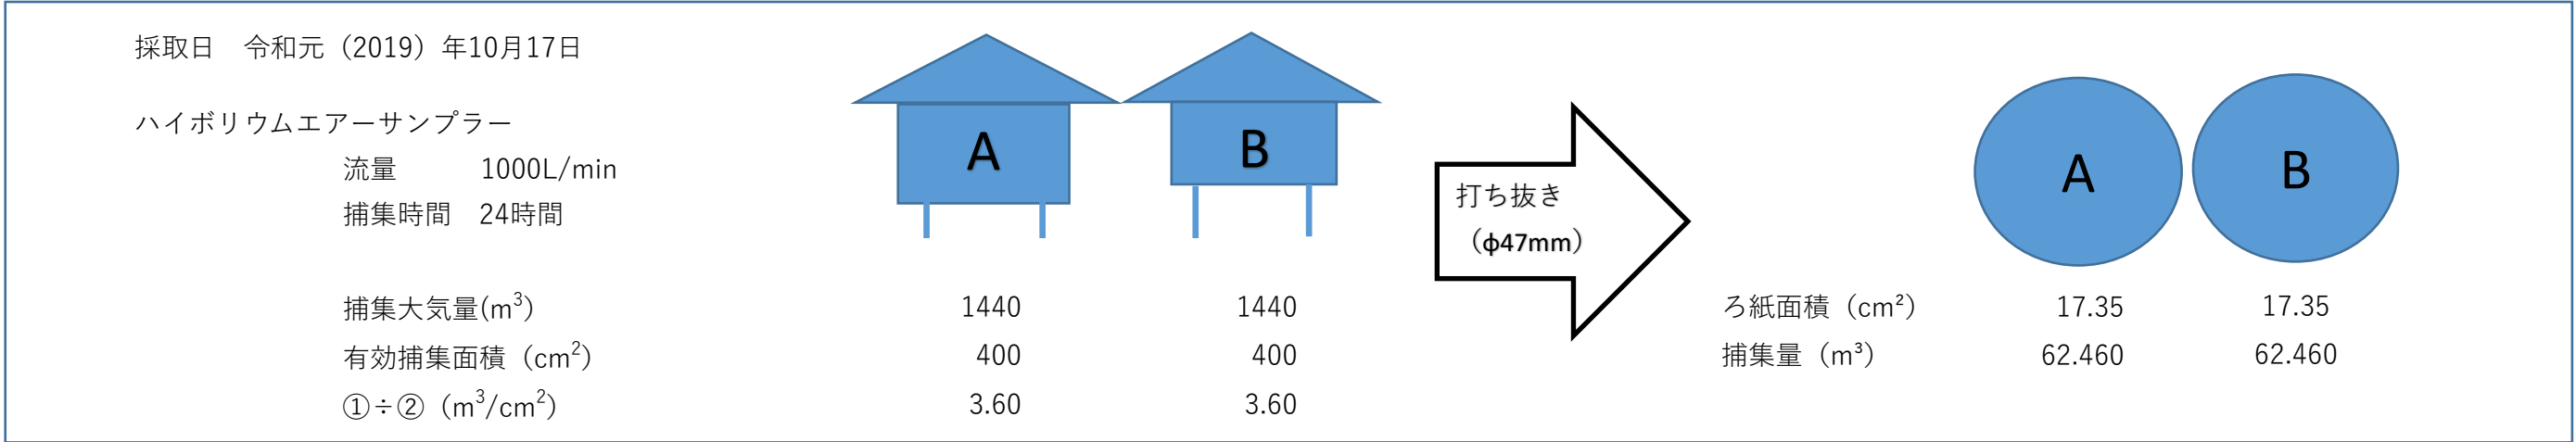 採取日　令和元（2019）年10月17日
ハイボリウムエアーサンプラー
流量　1000L/min
捕集時間　24時間
A
B
打ち抜き
（φ47mm）
A
B
捕集大気量(m³)　1440　1440
有効捕集面積（cm²）　400　400
①÷②（m³/cm²）　3.60　3.60
ろ紙面積（cm²）　17.35　17.35
捕集量（m³）　62.460　62.460